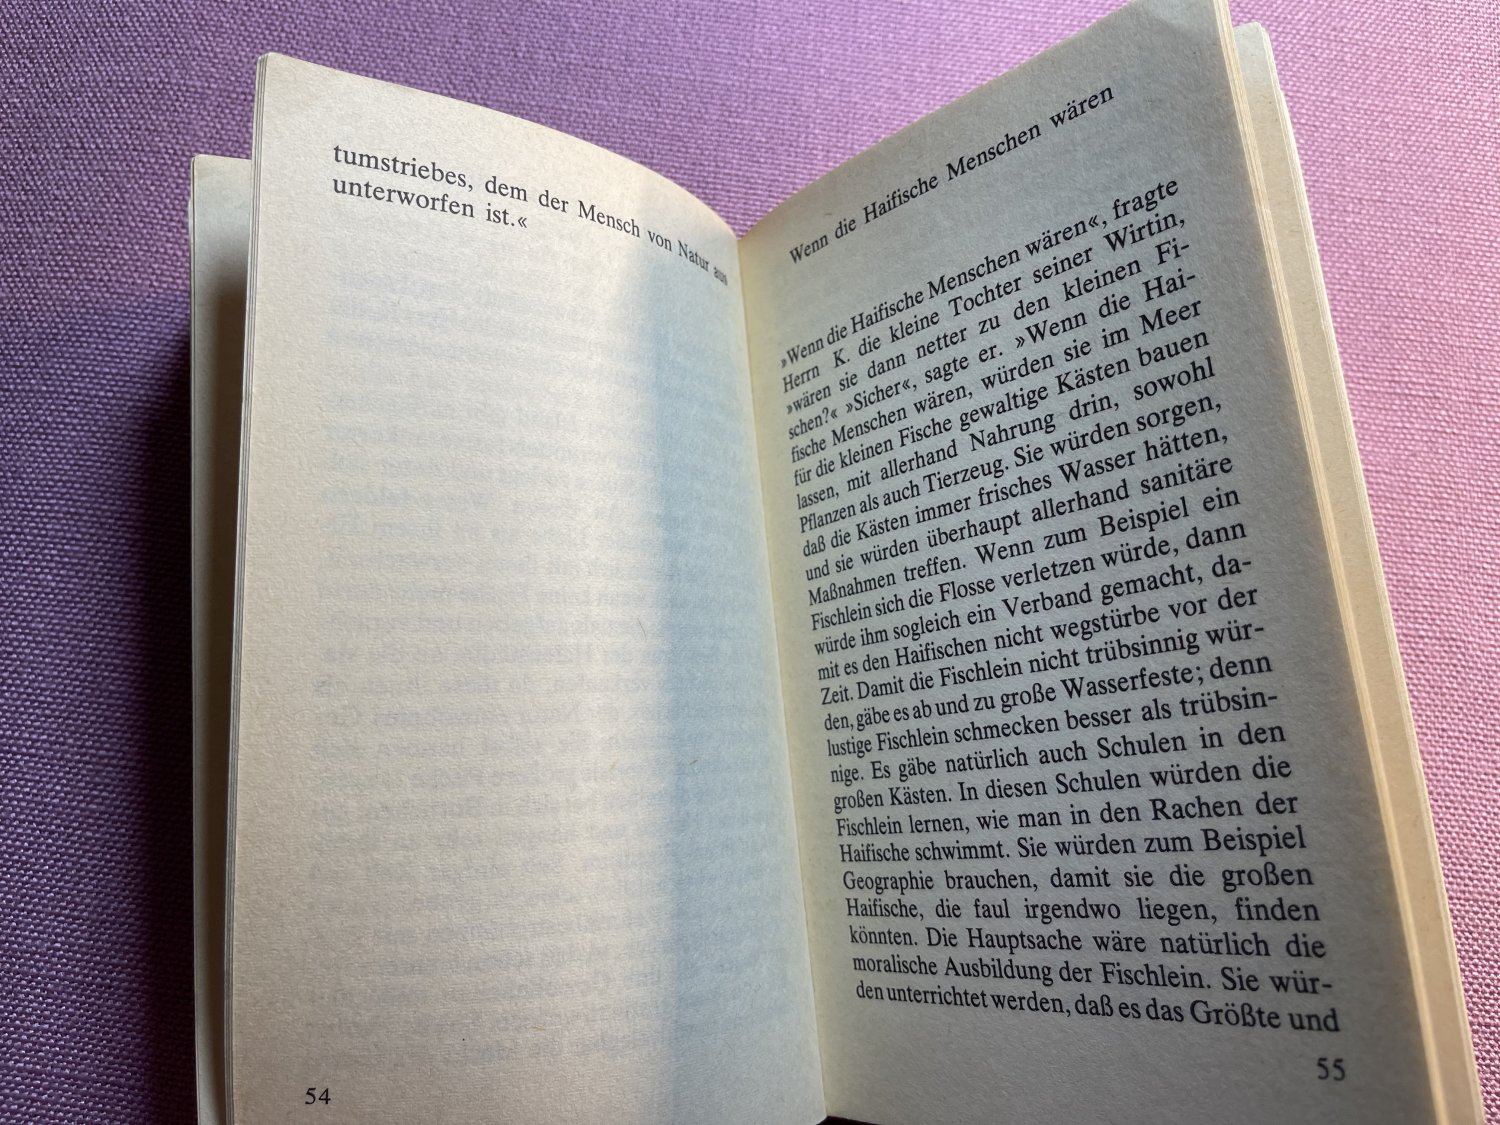 tumstriebes, dem der Mensch von Natur aus
unterworfen ist.«
54
Wenn die Haifische Menschen wären
»Wenn die Haifische Menschen wären«, fragte
Herrn K. die kleine Tochter seiner Wirtin,
»wären sie dann netter zu den kleinen Fi-
schen?« »Sicher«, sagte er. »Wenn die Hai-
fische Menschen wären, würden sie im Meer
für die kleinen Fische gewaltige Kästen bauen
lassen, mit allerhand Nahrung drin, sowohl
Pflanzen als auch Tierzeug. Sie würden sorgen,
daß die Kästen immer frisches Wasser hätten,
und sie würden überhaupt allerhand sanitäre
Maßnahmen treffen. Wenn zum Beispiel ein
Fischlein sich die Flosse verletzen würde, dann
würde ihm sogleich ein Verband gemacht, da-
mit es den Haifischen nicht wegstürbe vor der
Zeit. Damit die Fischlein nicht trübsinnig wür-
den, gäbe es ab und zu große Wasserfeste; denn
lustige Fischlein schmecken besser als trübsin-
nige. Es gäbe natürlich auch Schulen in den
großen Kästen. In diesen Schulen würden die
Fischlein lernen, wie man in den Rachen der
Haifische schwimmt. Sie würden zum Beispiel
Geographie brauchen, damit sie die großen
Haifische, die faul irgendwo liegen, finden
könnten. Die Hauptsache wäre natürlich die
moralische Ausbildung der Fischlein. Sie wür-
den unterrichtet werden, daß es das Größte und
55